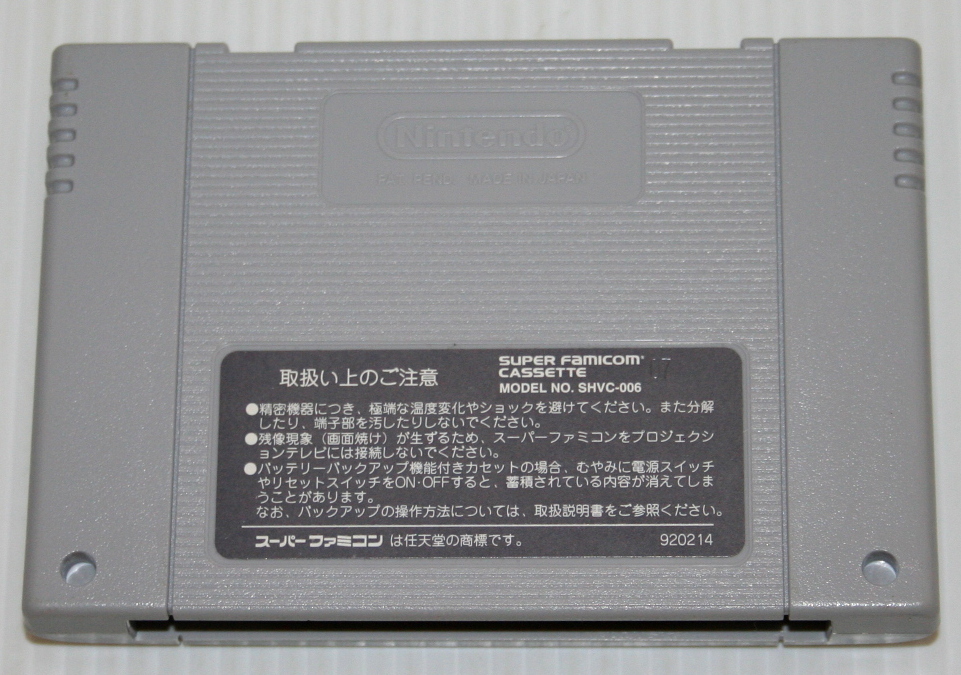 Nintendo
PAT. PEND. MADE IN JAPAN
取扱い上のご注意
SUPER FAMICOM
CASSETTE
MODEL NO. SHVC-006
17
●精密機器につき、極端な温度変化やショックを避けてください。また分解
したり、端子部を汚したりしないでください。
●残像現象（画面焼け）が生ずるため、スーパーファミコンをプロジェクシ
ョンテレビには接続しないでください。
●バッテリーバックアップ機能付きカセットの場合、むやみに電源スイッチ
やリセットスイッチをON·OFFすると、蓄積されている内容が消えてしま
うことがあります。
なお、バックアップの操作方法については、取扱説明書をご参照ください。
スーパーファミコン は任天堂の商標です。
920214